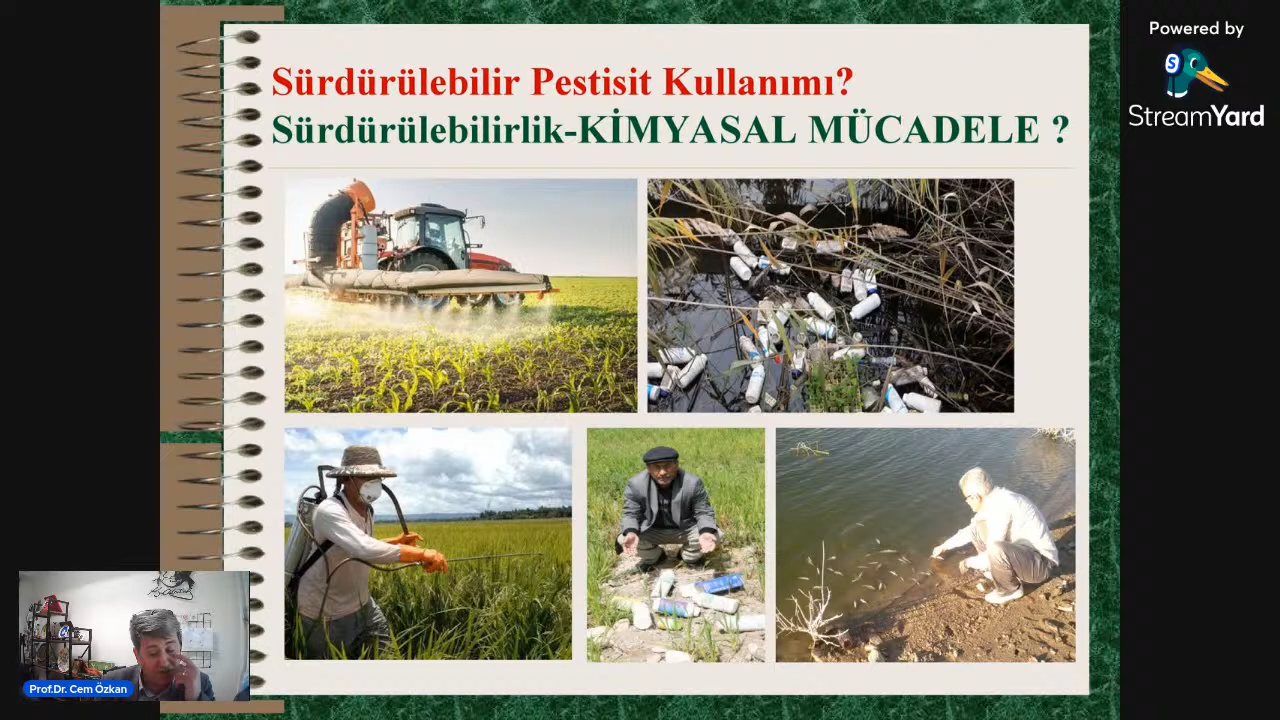 Sürdürülebilir Pestisit Kullanımı?
Sürdürülebilirlik-KİMYASAL MÜCADELE ?
Powered by
StreamYard
Prof.Dr. Cem Özkan